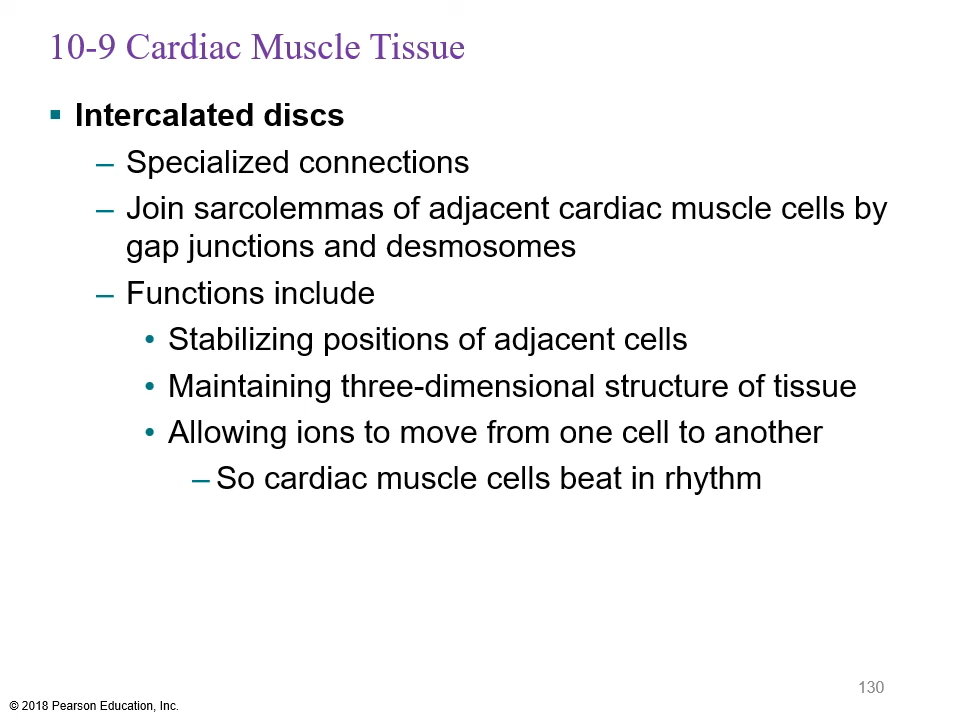 10-9 Cardiac Muscle Tissue
▪ Intercalated discs
– Specialized connections
– Join sarcolemmas of adjacent cardiac muscle cells by
gap junctions and desmosomes
– Functions include
• Stabilizing positions of adjacent cells
• Maintaining three-dimensional structure of tissue
• Allowing ions to move from one cell to another
– So cardiac muscle cells beat in rhythm
130
© 2018 Pearson Education, Inc.